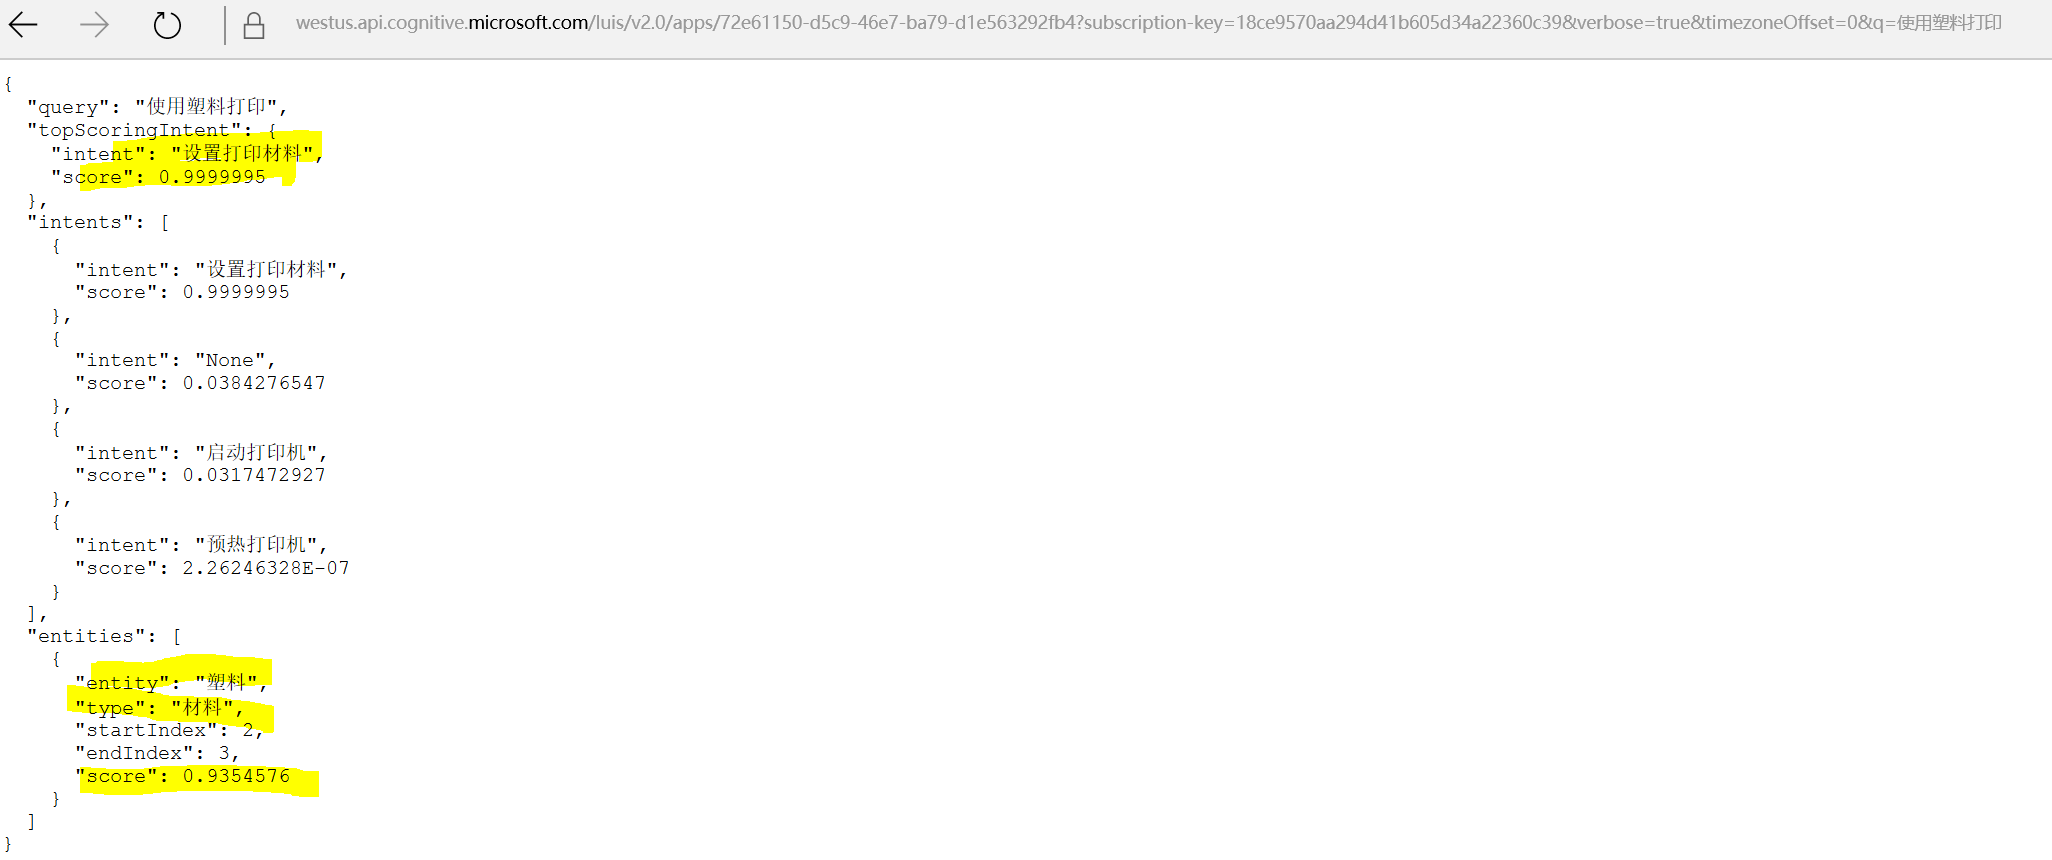 westus.api.cognitive.microsoft.com/luis/v2.0/apps/72e61150-d5c9-46e7-ba79-d1e563292fb4?subscription-key=18ce9570aa294d41b605d34a22360c39&verbose=true&timezoneOffset=0&q=使用塑料打印
{
"query": "使用塑料打印",
"topScoringIntent": {
"intent": "设置打印材料",
"score": 0.9999995
},
"intents": [
{
"intent": "设置打印材料",
"score": 0.9999995
},
{
"intent": "None",
"score": 0.0384276547
},
{
"intent": "启动打印机",
"score": 0.0317472927
},
{
"intent": "预热打印机",
"score": 2.26246328E-07
}
],
"entities": [
{
"entity": "塑料",
"type": "材料",
"startIndex": 2,
"endIndex": 3,
"score": 0.9354576
}
]
}